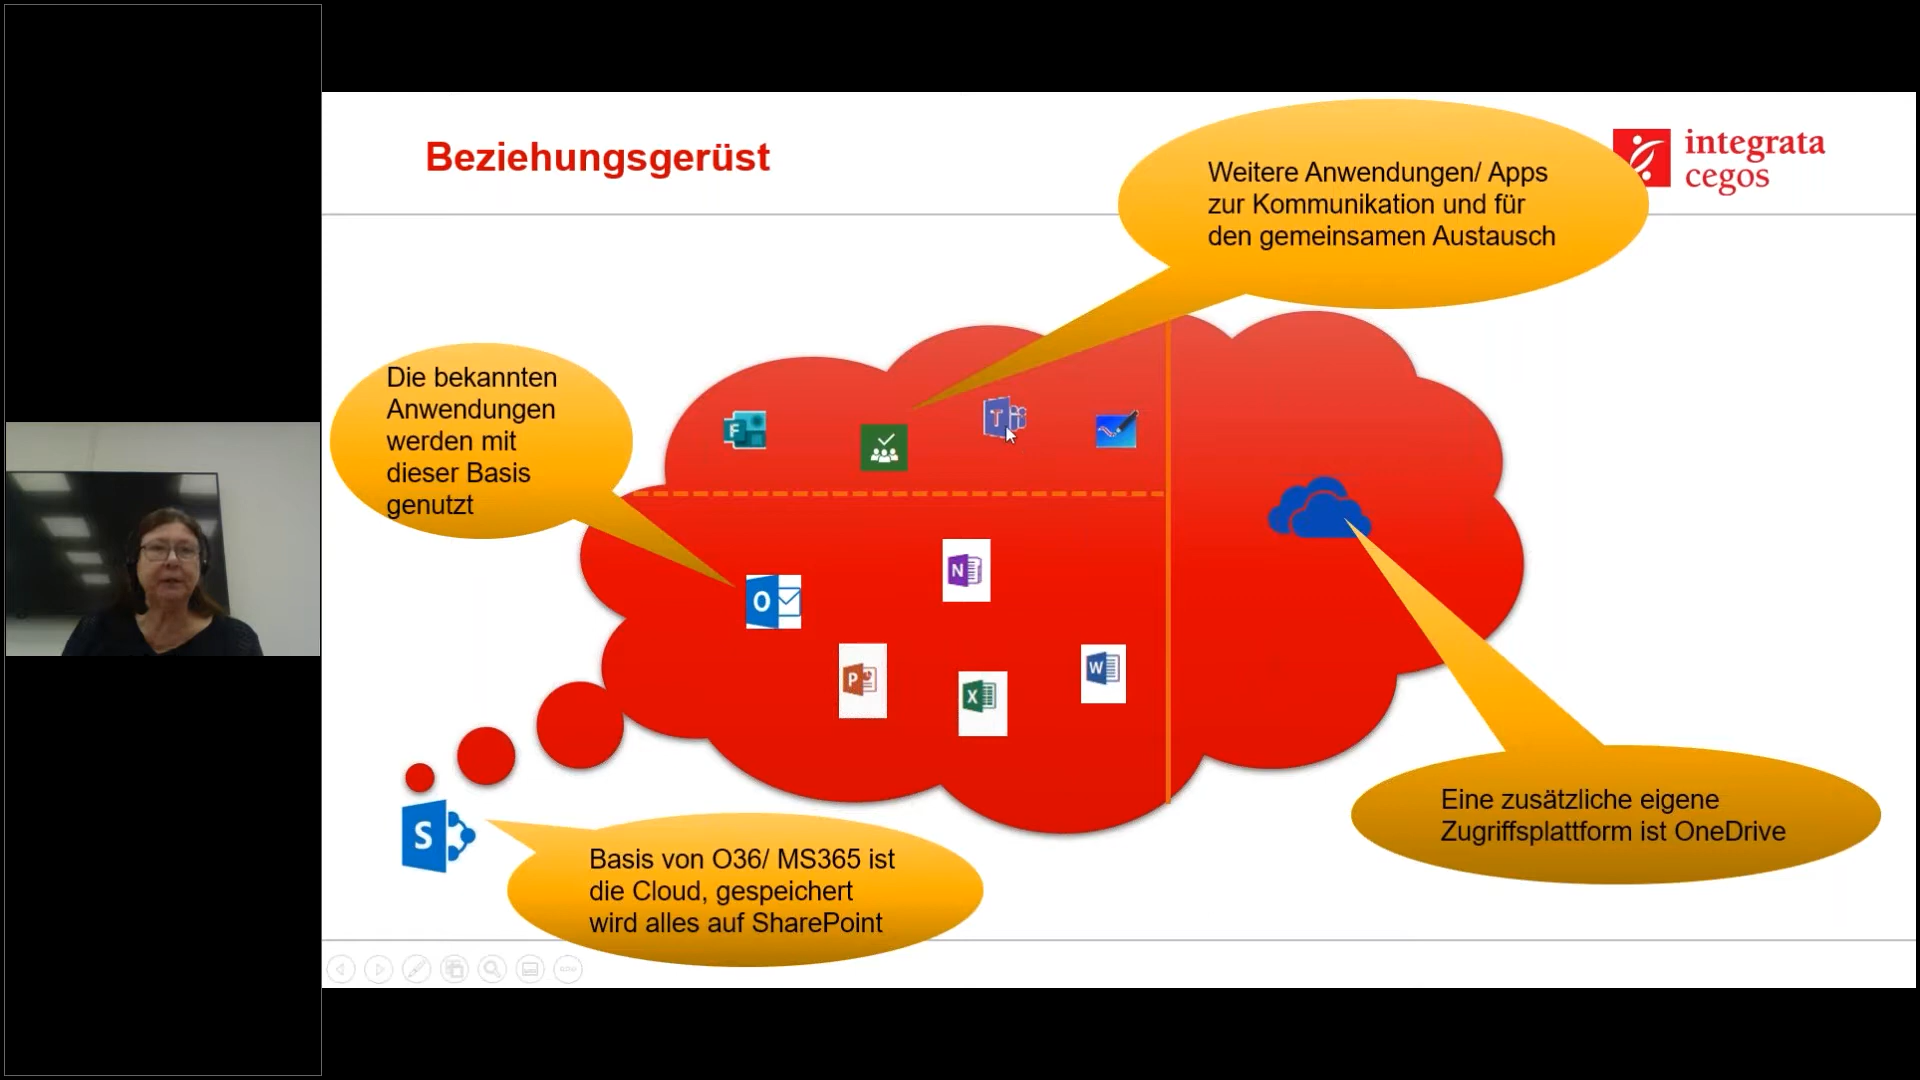 Beziehungsgerüst
integrata
cegos
Weitere Anwendungen/ Apps
zur Kommunikation und für
den gemeinsamen Austausch
Die bekannten
Anwendungen
werden mit
dieser Basis
genutzt
F
T
O
N
P
X
W
S
Basis von O36/ MS365 ist
die Cloud, gespeichert
wird alles auf SharePoint
Eine zusätzliche eigene
Zugriffsplattform ist OneDrive